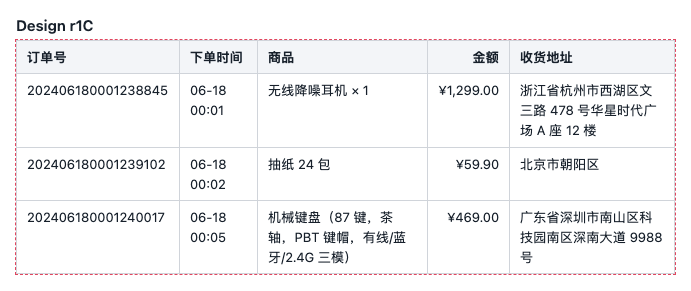 Design r1C
订单号 下单时间 商品 金额 收货地址
202406180001238845 06-18 无线降噪耳机 × 1 ¥1,299.00 浙江省杭州市西湖区文
00:01 三路 478 号华星时代广
场 A 座 12 楼
202406180001239102 06-18 抽纸 24 包 ¥59.90 北京市朝阳区
00:02
202406180001240017 06-18 机械键盘（87 键，茶 ¥469.00 广东省深圳市南山区科
00:05 轴，PBT 键帽，有线/蓝 技园南区深南大道 9988
牙/2.4G 三模） 号